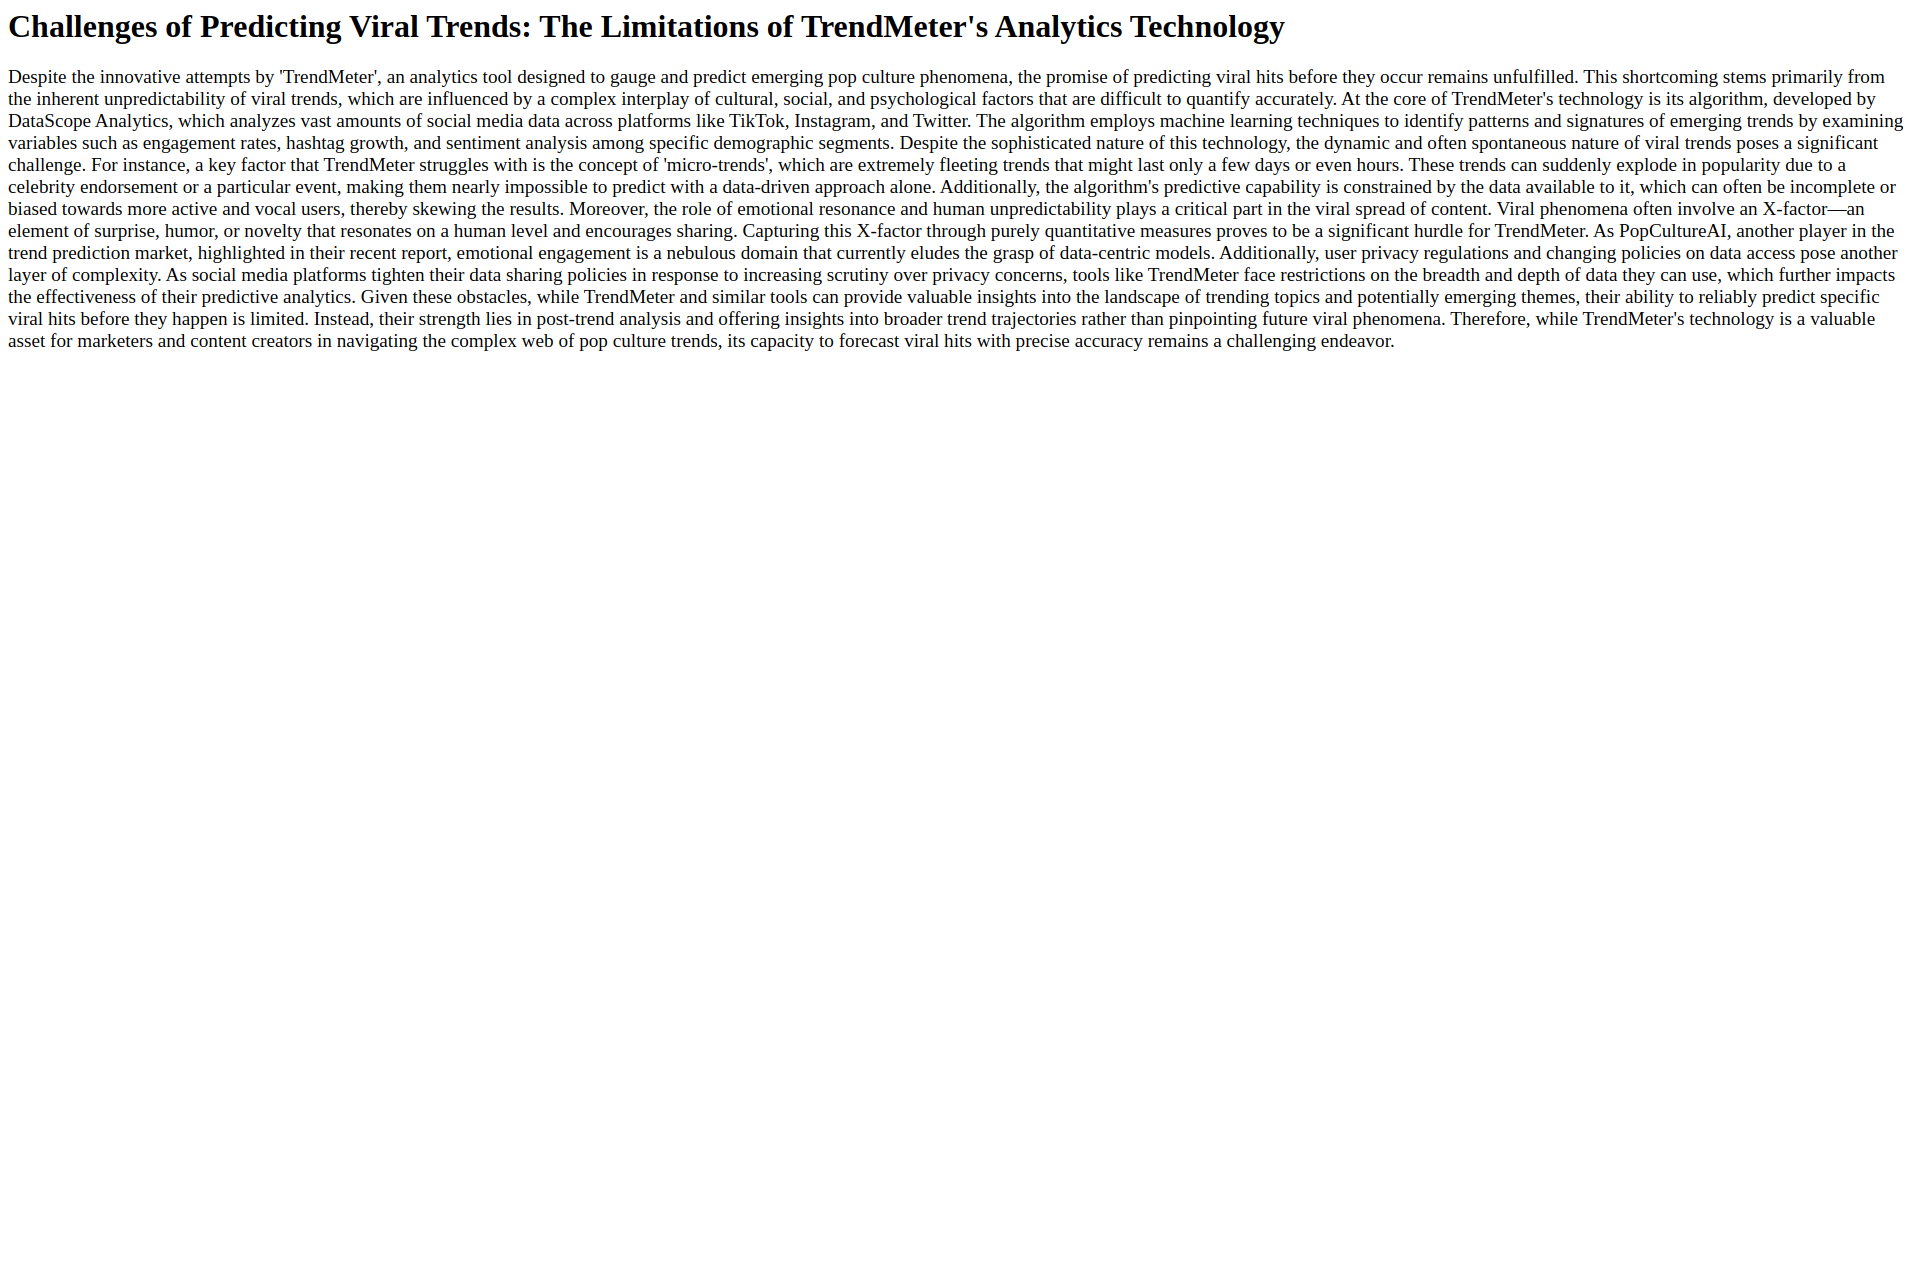 Challenges of Predicting Viral Trends: The Limitations of TrendMeter's Analytics Technology
Despite the innovative attempts by 'TrendMeter', an analytics tool designed to gauge and predict emerging pop culture phenomena, the promise of predicting viral hits before they occur remains unfulfilled. This shortcoming stems primarily from
the inherent unpredictability of viral trends, which are influenced by a complex interplay of cultural, social, and psychological factors that are difficult to quantify accurately. At the core of TrendMeter's technology is its algorithm, developed by
DataScope Analytics, which analyzes vast amounts of social media data across platforms like TikTok, Instagram, and Twitter. The algorithm employs machine learning techniques to identify patterns and signatures of emerging trends by examining
variables such as engagement rates, hashtag growth, and sentiment analysis among specific demographic segments. Despite the sophisticated nature of this technology, the dynamic and often spontaneous nature of viral trends poses a significant
challenge. For instance, a key factor that TrendMeter struggles with is the concept of 'micro-trends', which are extremely fleeting trends that might last only a few days or even hours. These trends can suddenly explode in popularity due to a
celebrity endorsement or a particular event, making them nearly impossible to predict with a data-driven approach alone. Additionally, the algorithm's predictive capability is constrained by the data available to it, which can often be incomplete or
biased towards more active and vocal users, thereby skewing the results. Moreover, the role of emotional resonance and human unpredictability plays a critical part in the viral spread of content. Viral phenomena often involve an X-factor—an
element of surprise, humor, or novelty that resonates on a human level and encourages sharing. Capturing this X-factor through purely quantitative measures proves to be a significant hurdle for TrendMeter. As PopCultureAI, another player in the
trend prediction market, highlighted in their recent report, emotional engagement is a nebulous domain that currently eludes the grasp of data-centric models. Additionally, user privacy regulations and changing policies on data access pose another
layer of complexity. As social media platforms tighten their data sharing policies in response to increasing scrutiny over privacy concerns, tools like TrendMeter face restrictions on the breadth and depth of data they can use, which further impacts
the effectiveness of their predictive analytics. Given these obstacles, while TrendMeter and similar tools can provide valuable insights into the landscape of trending topics and potentially emerging themes, their ability to reliably predict specific
viral hits before they happen is limited. Instead, their strength lies in post-trend analysis and offering insights into broader trend trajectories rather than pinpointing future viral phenomena. Therefore, while TrendMeter's technology is a valuable
asset for marketers and content creators in navigating the complex web of pop culture trends, its capacity to forecast viral hits with precise accuracy remains a challenging endeavor.